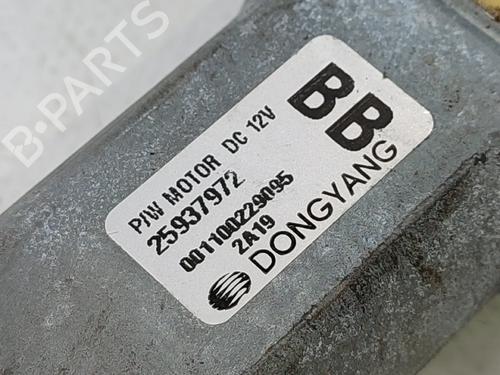 B-PARTS
P/W MOTOR DC 12V
25937972
001100229095
2A19
BB
DONGYANG